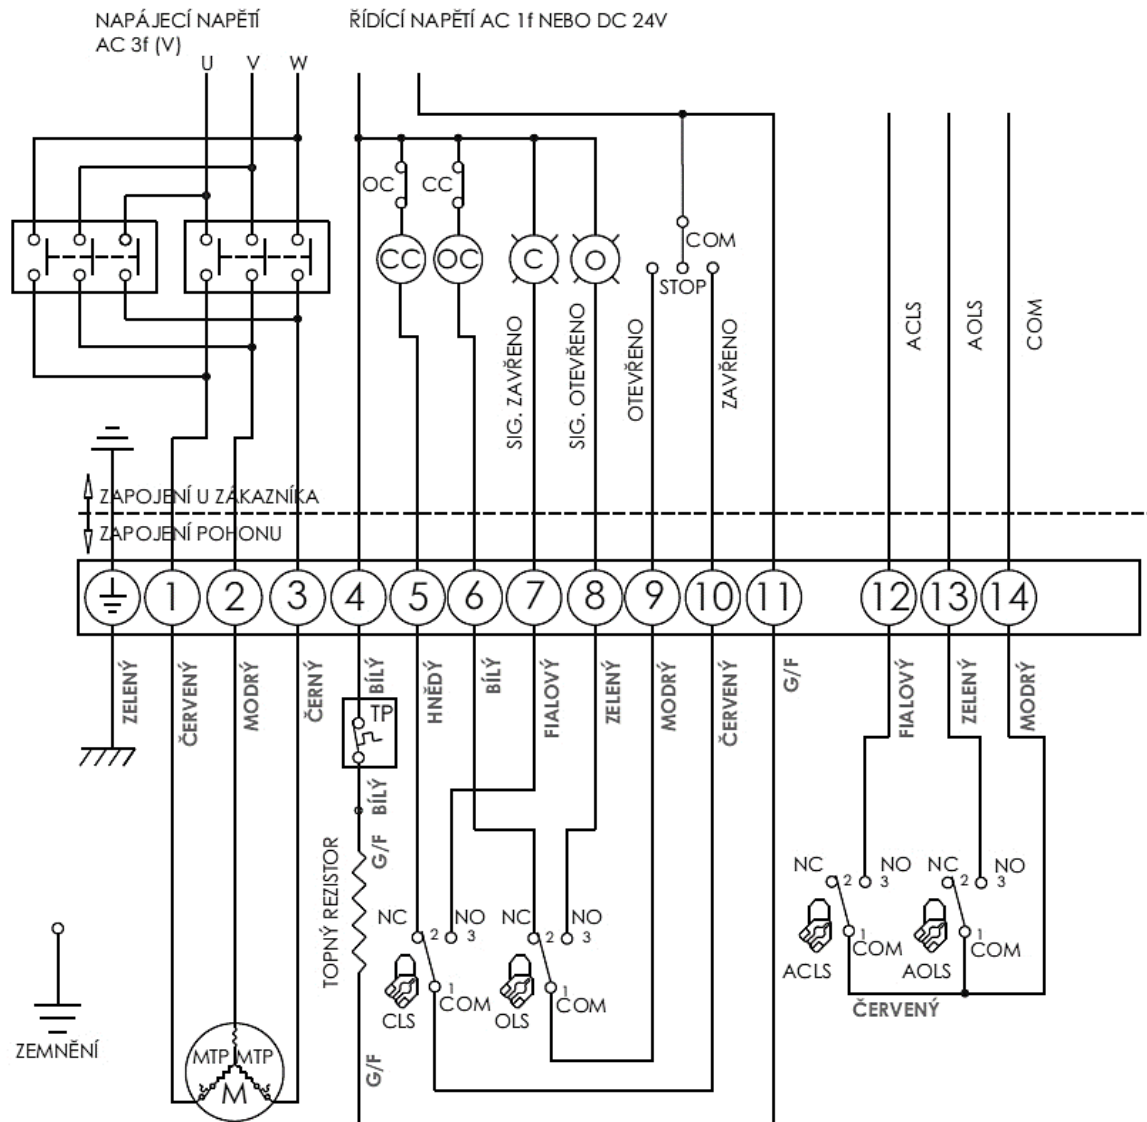 NAPÁJECÍ NAPĚTÍ
AC 3f (V)
ŘÍDÍCÍ NAPĚTÍ AC 1f NEBO DC 24V
U V W
OC CC
CC OC C O
COM
STOP
SIG. ZAVŘENO
SIG. OTEVŘENO
OTEVŘENO
ZAVŘENO
ACLS
AOLS
COM
ZAPOJENÍ U ZÁKAZNÍKA
ZAPOJENÍ POHONU
1 2 3 4 5 6 7 8 9 10 11 12 13 14
ZELENÝ
ČERVENÝ
MODRÝ
ČERNÝ
BÍLÝ
HNĚDÝ
BÍLÝ
FIALOVÝ
ZELENÝ
MODRÝ
ČERVENÝ
G/F
FIALOVÝ
ZELENÝ
MODRÝ
TP
BÍLÝ
G/F
TOPNÝ REZISTOR
NC 2 NO 3
1 COM
CLS
NC 2 NO 3
1 COM
OLS
NC 2 NO 3
1 COM
ACLS
NC 2 NO 3
1 COM
AOLS
ČERVENÝ
G/F
ZEMNĚNÍ
MTP MTP
M